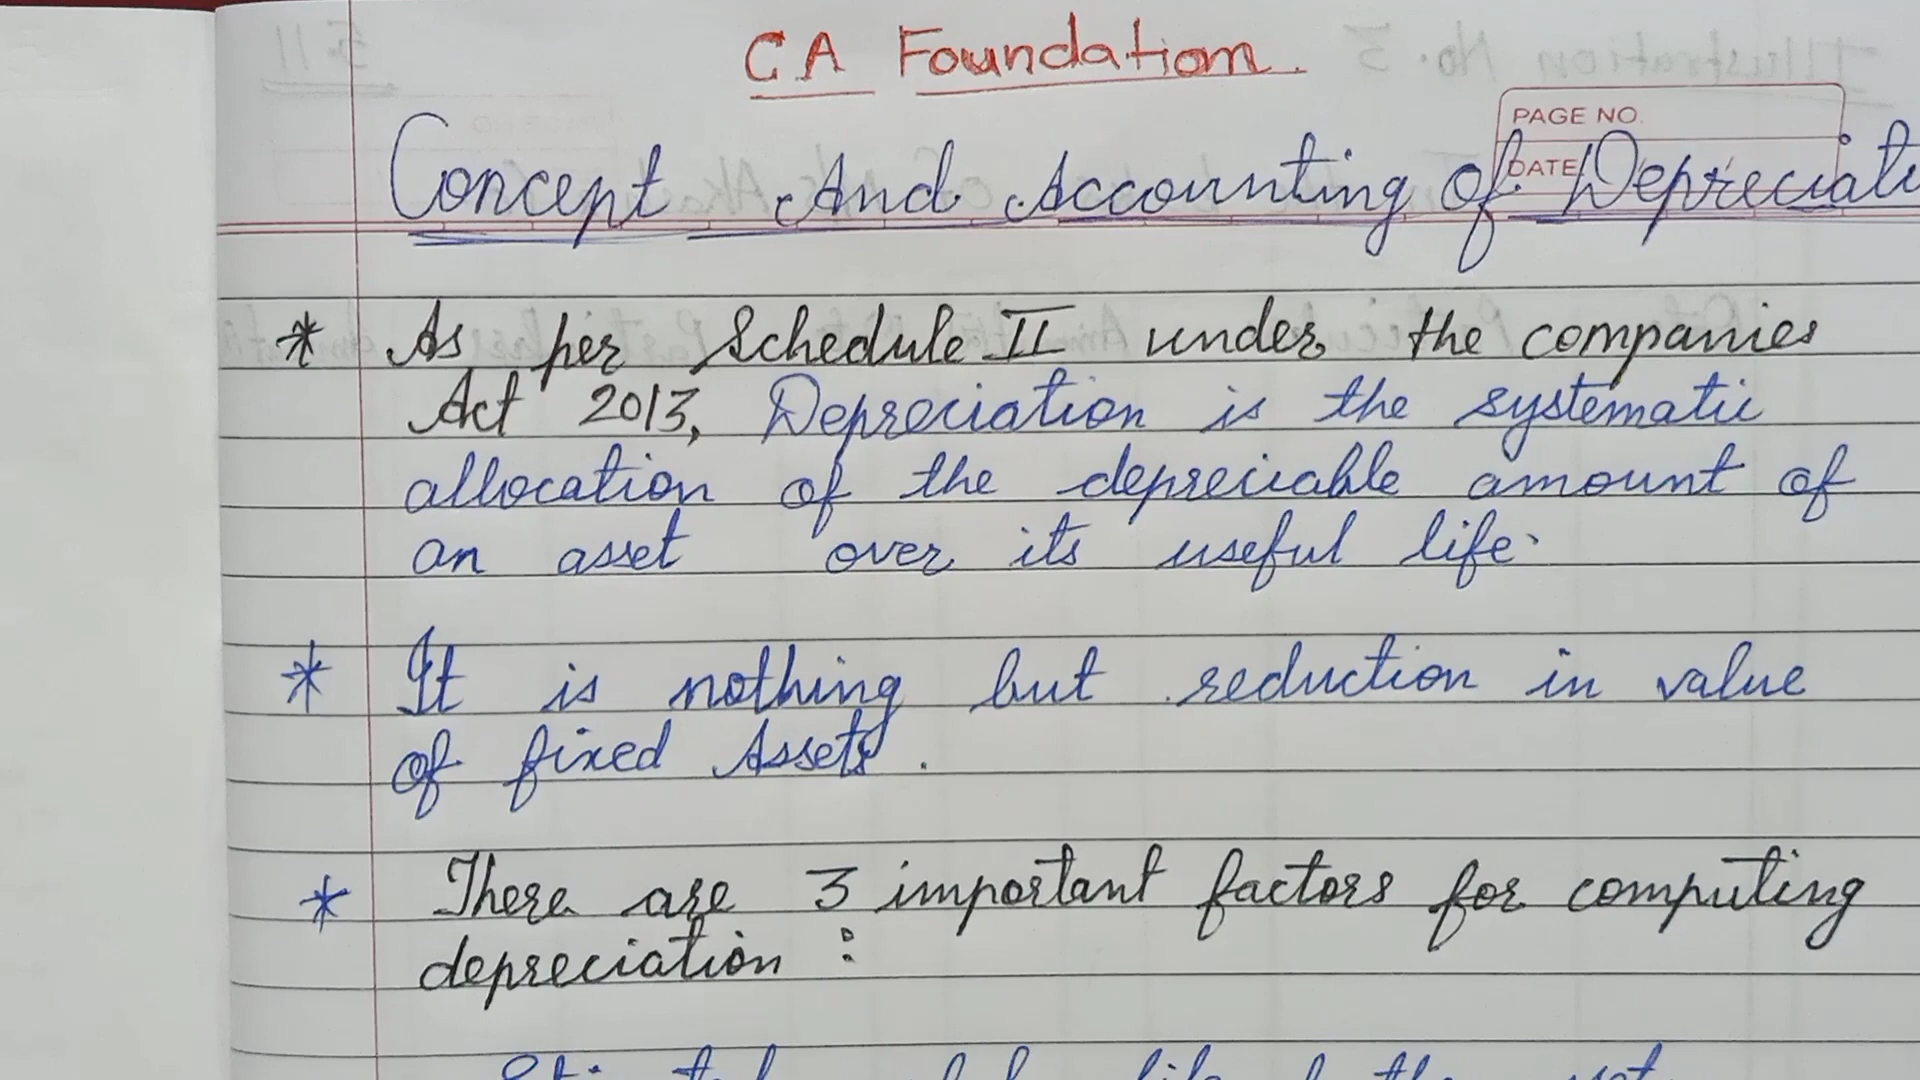 CA Foundation.
PAGE NO.
DATE
Concept And Accounting of Depreciati
* As per Schedule II under the companies
Act 2013, Depreciation is the systematic
allocation of the depreciable amount of
an asset over its useful life.
* It is nothing but reduction in value
of fixed Assets.
* There are 3 important factors for computing
depreciation :